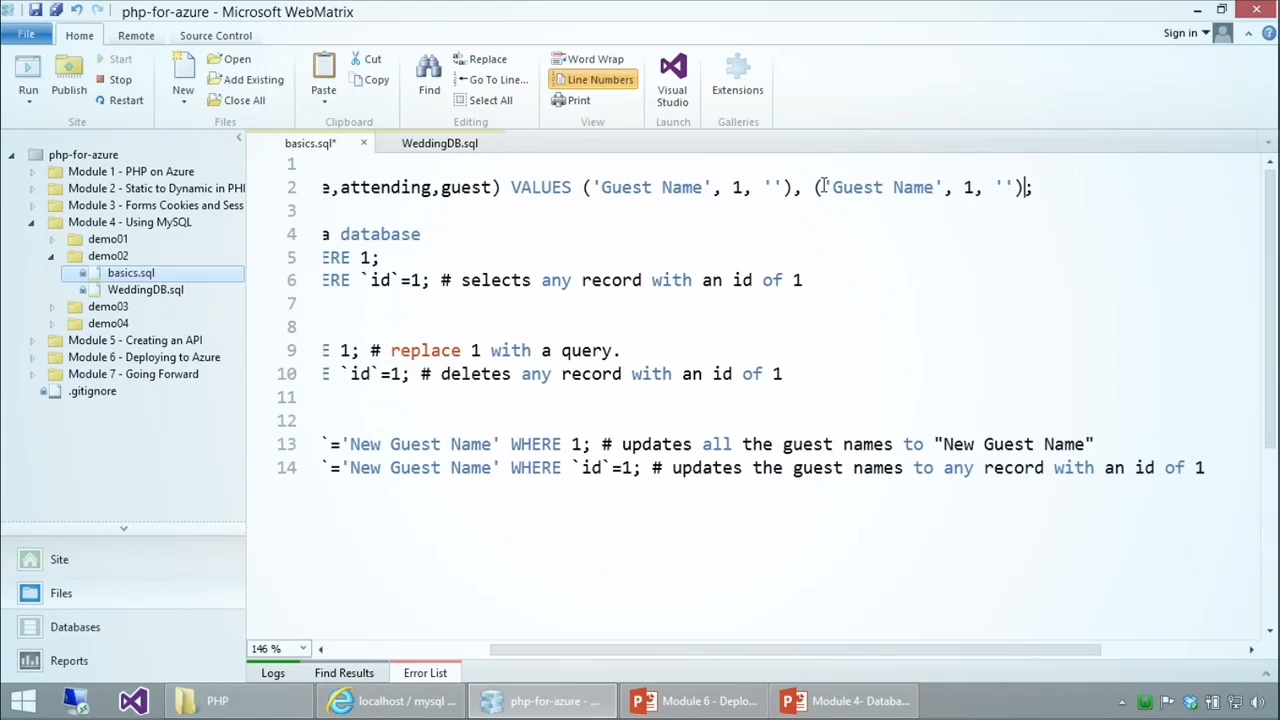 php-for-azure - Microsoft WebMatrix
File Home Remote Source Control Sign in
Run Publish Start Stop Restart Site
New Open Add Existing Close All Files
Paste Cut Copy Clipboard
Find Replace Go To Line... Select All Editing
Word Wrap Line Numbers Print View
Visual Studio Launch
Extensions Galleries
php-for-azure
Module 1 - PHP on Azure
Module 2 - Static to Dynamic in PHI
Module 3 - Forms Cookies and Sess
Module 4 - Using MySQL
demo01
demo02
basics.sql
WeddingDB.sql
demo03
demo04
Module 5 - Creating an API
Module 6 - Deploying to Azure
Module 7 - Going Forward
.gitignore
Site
Files
Databases
Reports
basics.sql* × WeddingDB.sql
1
2 e,attending,guest) VALUES ('Guest Name', 1, ''), ('Guest Name', 1, '');
3
4 a database
5 ERE 1;
6 ERE `id`=1; # selects any record with an id of 1
7
8
9 E 1; # replace 1 with a query.
10 E `id`=1; # deletes any record with an id of 1
11
12
13 `='New Guest Name' WHERE 1; # updates all the guest names to "New Guest Name"
14 `='New Guest Name' WHERE `id`=1; # updates the guest names to any record with an id of 1
146 %
Logs Find Results Error List
PHP localhost / mysql ... php-for-azure - ... Module 6 - Deplo... Module 4- Databa...